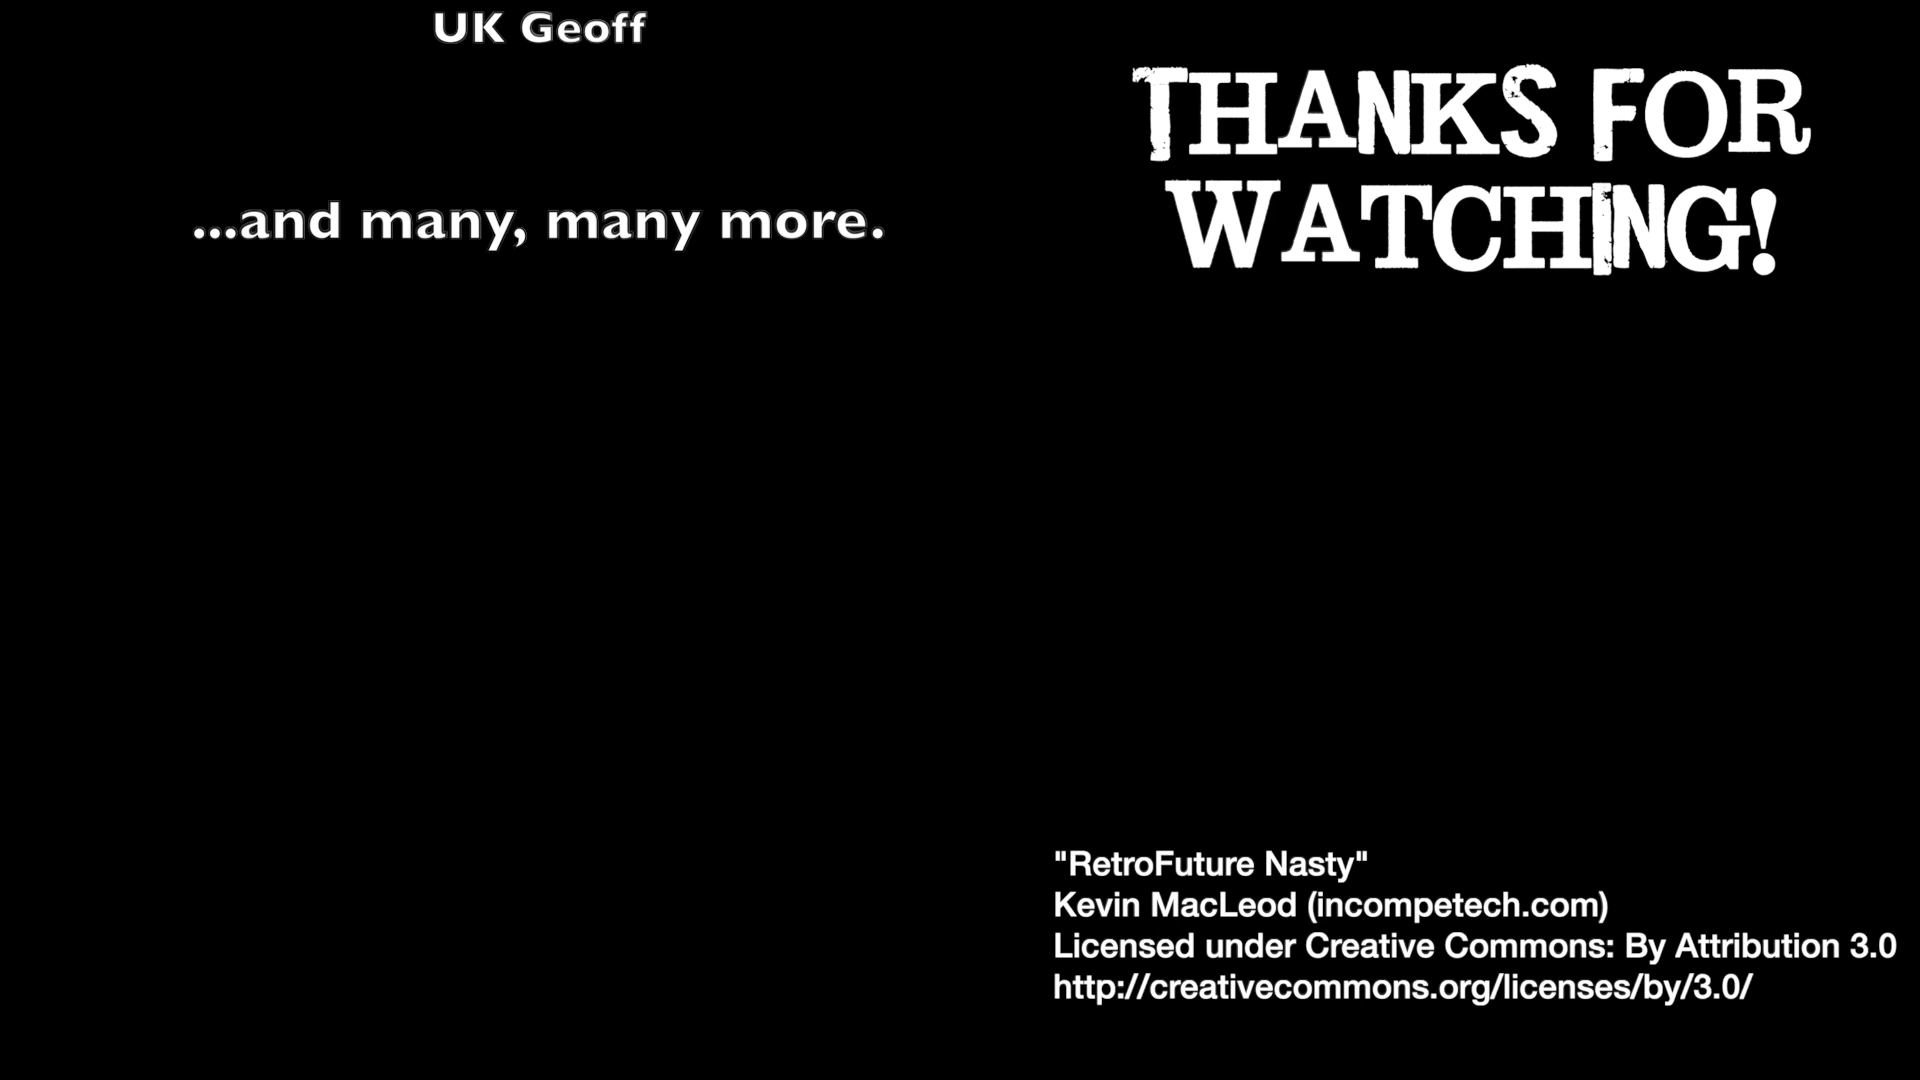 UK Geoff
...and many, many more.
THANKS FOR
WATCHING!
"RetroFuture Nasty"
Kevin MacLeod (incompetech.com)
Licensed under Creative Commons: By Attribution 3.0
http://creativecommons.org/licenses/by/3.0/